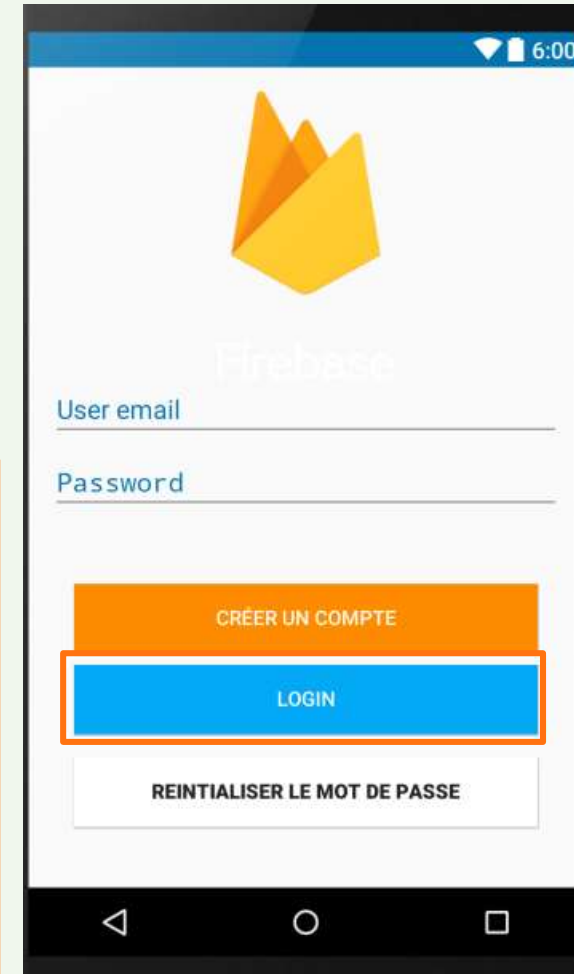 6:00
Firebase
User email
Password
CRÉER UN COMPTE
LOGIN
REINTIALISER LE MOT DE PASSE